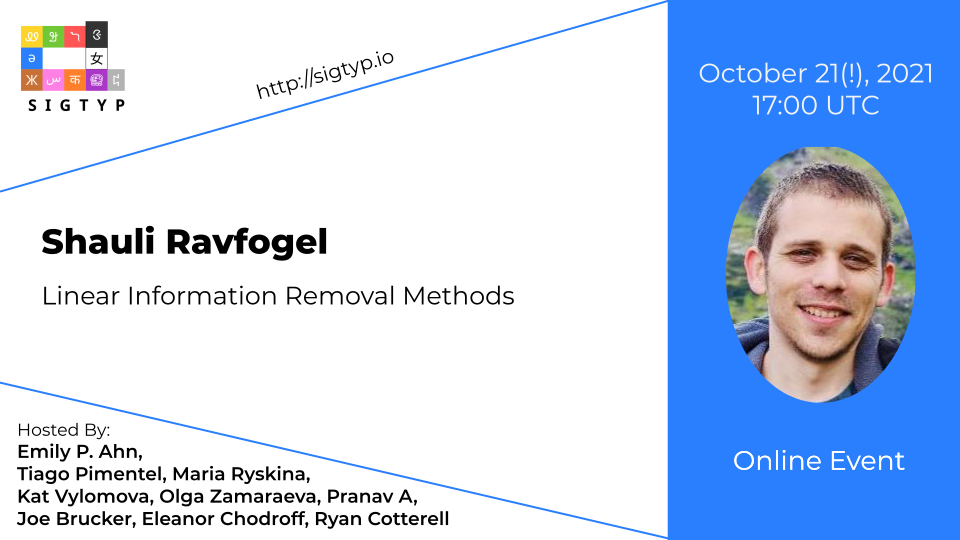 SIGTYP
http://sigtyp.io
October 21(!), 2021
17:00 UTC
Shauli Ravfogel
Linear Information Removal Methods
Online Event
Hosted By:
Emily P. Ahn,
Tiago Pimentel, Maria Ryskina,
Kat Vylomova, Olga Zamaraeva, Pranav A,
Joe Brucker, Eleanor Chodroff, Ryan Cotterell